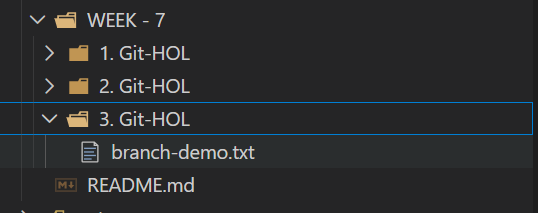 WEEK - 7
1. Git-HOL
2. Git-HOL
3. Git-HOL
branch-demo.txt
README.md